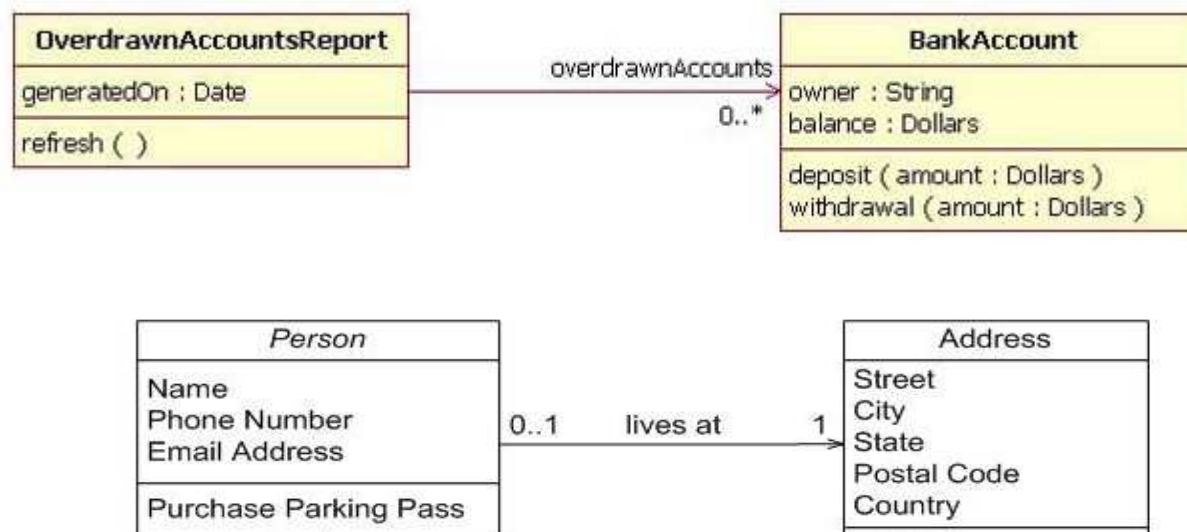 OverdrawnAccountsReport
generatedOn : Date
refresh ( )
overdrawnAccounts
0..*
BankAccount
owner : String
balance : Dollars
deposit ( amount : Dollars )
withdrawal ( amount : Dollars )
Person
Name
Phone Number
Email Address
Purchase Parking Pass
0..1 lives at 1
Address
Street
City
State
Postal Code
Country